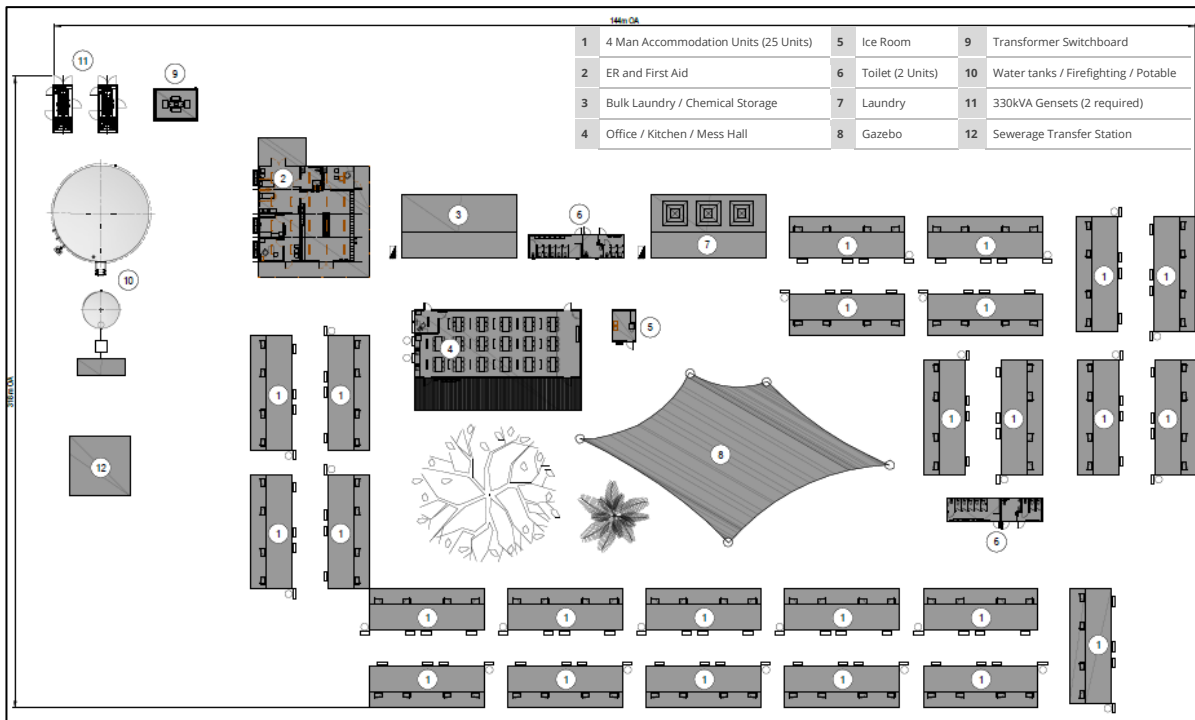 144m OA
1 4 Man Accommodation Units (25 Units) 5 Ice Room 9 Transformer Switchboard
2 ER and First Aid 6 Toilet (2 Units) 10 Water tanks / Firefighting / Potable
3 Bulk Laundry / Chemical Storage 7 Laundry 11 330kVA Gensets (2 required)
4 Office / Kitchen / Mess Hall 8 Gazebo 12 Sewerage Transfer Station
11
9
2
3
6
7
1 1
1 1
10
1 1
5
4
1 1
1 1 1 1
8
12
1 1
6
1 1 1 1 1
1
1 1 1 1 1